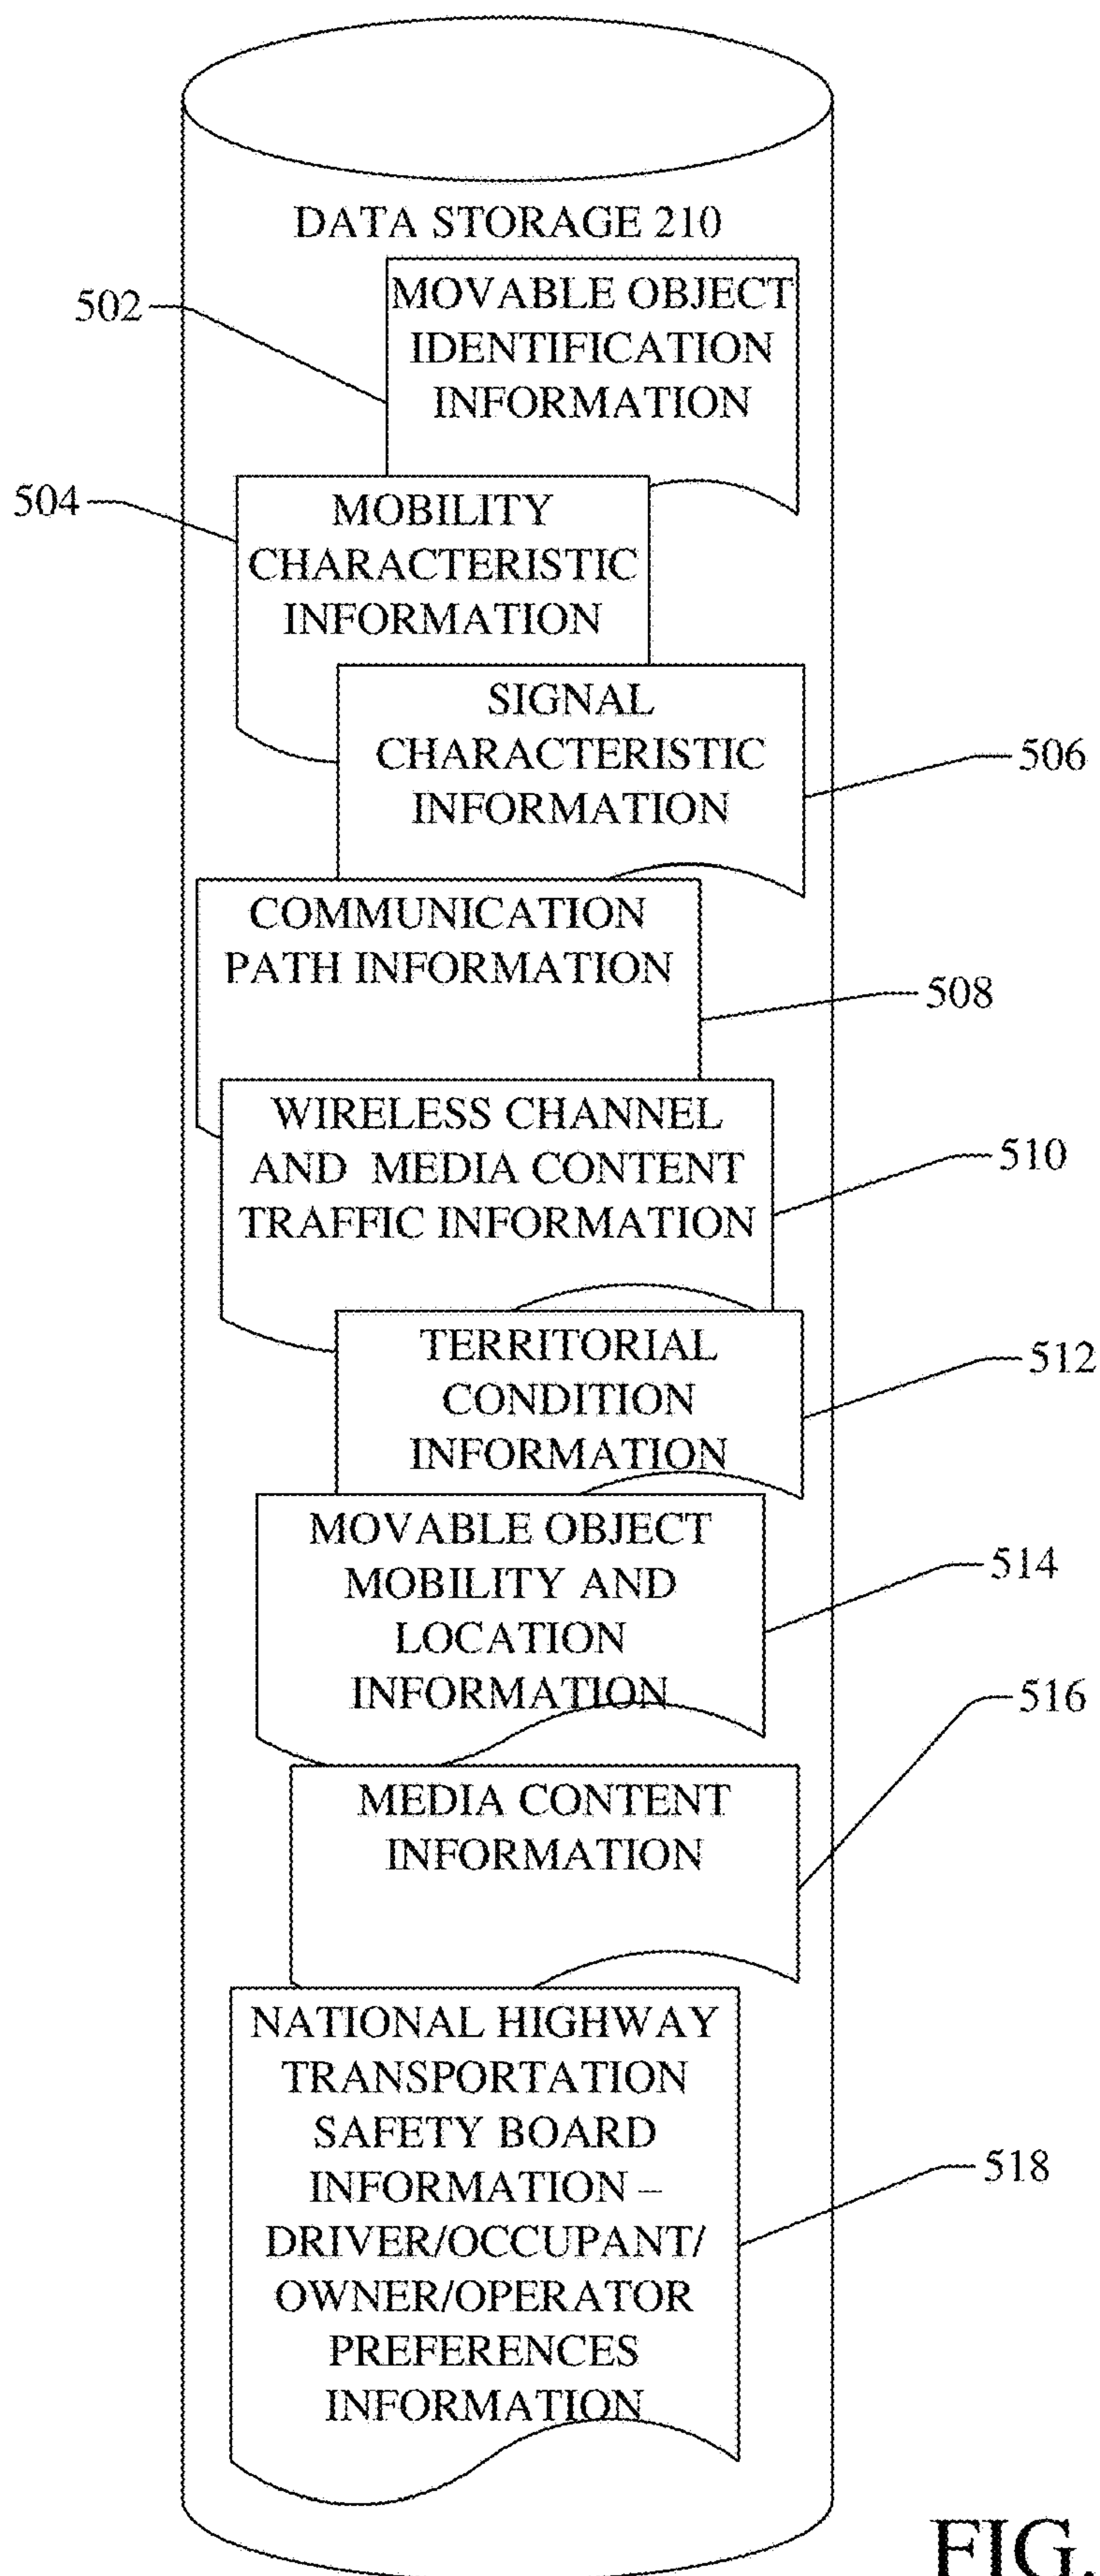 DATA STORAGE 210
502
MOVABLE OBJECT
IDENTIFICATION
INFORMATION
504
MOBILITY
CHARACTERISTIC
INFORMATION
SIGNAL
CHARACTERISTIC
INFORMATION
506
COMMUNICATION
PATH INFORMATION
508
WIRELESS CHANNEL
AND MEDIA CONTENT
TRAFFIC INFORMATION
510
TERRITORIAL
CONDITION
INFORMATION
512
MOVABLE OBJECT
MOBILITY AND
LOCATION
INFORMATION
514
516
MEDIA CONTENT
INFORMATION
NATIONAL HIGHWAY
TRANSPORTATION
SAFETY BOARD
INFORMATION –
DRIVER/OCCUPANT/
OWNER/OPERATOR
PREFERENCES
INFORMATION
518
FIG.